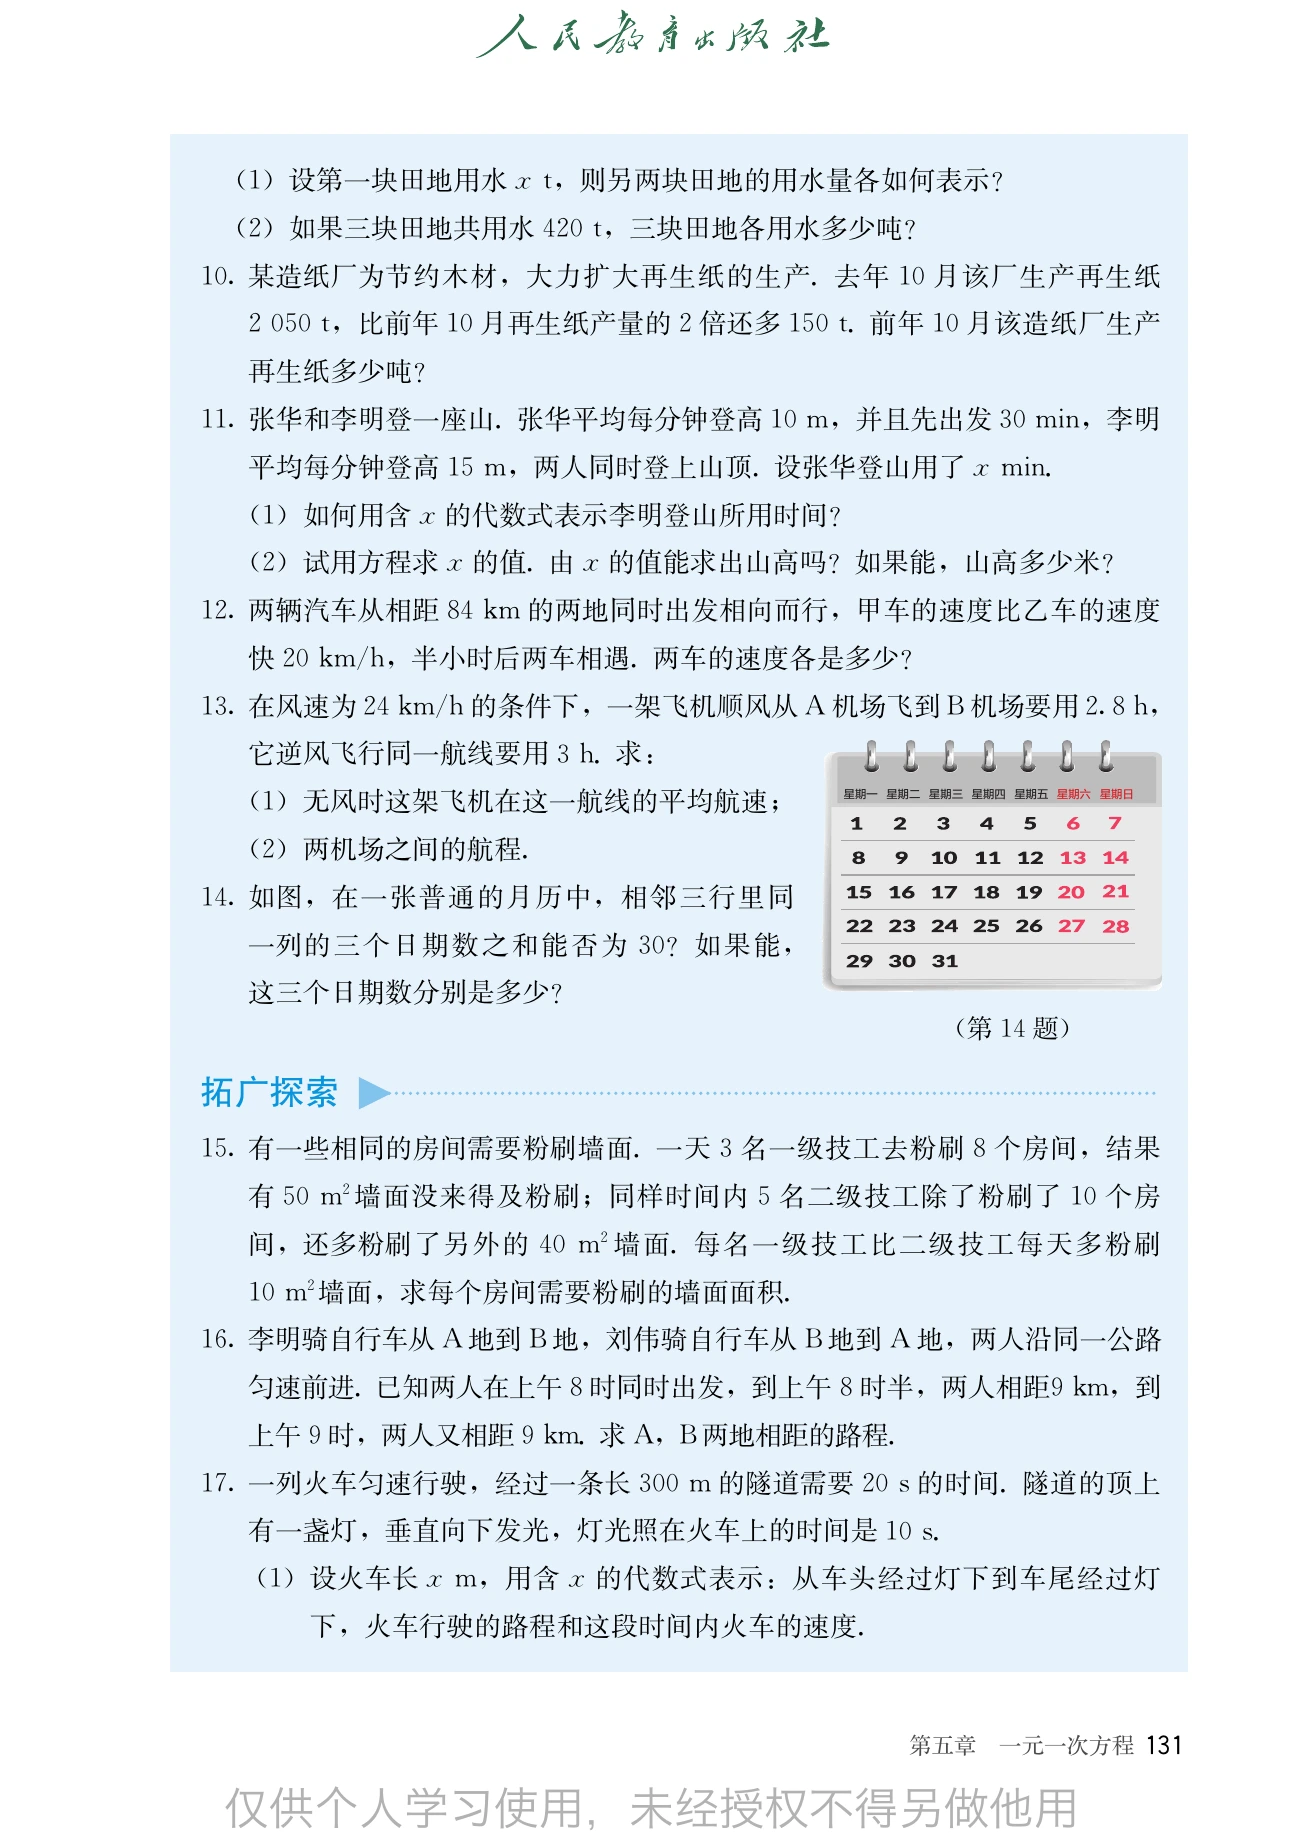 人民教育出版社
（1）设第一块田地用水 x t，则另两块田地的用水量各如何表示？
（2）如果三块田地共用水 420 t，三块田地各用水多少吨？
10. 某造纸厂为节约木材，大力扩大再生纸的生产. 去年 10 月该厂生产再生纸
2 050 t，比前年 10 月再生纸产量的 2 倍还多 150 t. 前年 10 月该造纸厂生产
再生纸多少吨？
11. 张华和李明登一座山. 张华平均每分钟登高 10 m，并且先出发 30 min，李明
平均每分钟登高 15 m，两人同时登上山顶. 设张华登山用了 x min.
（1）如何用含 x 的代数式表示李明登山所用时间？
（2）试用方程求 x 的值. 由 x 的值能求出山高吗？如果能，山高多少米？
12. 两辆汽车从相距 84 km 的两地同时出发相向而行，甲车的速度比乙车的速度
快 20 km/h，半小时后两车相遇. 两车的速度各是多少？
13. 在风速为 24 km/h 的条件下，一架飞机顺风从 A 机场飞到 B 机场要用 2.8 h，
它逆风飞行同一航线要用 3 h. 求：
（1）无风时这架飞机在这一航线的平均航速；
（2）两机场之间的航程.
14. 如图，在一张普通的月历中，相邻三行里同
一列的三个日期数之和能否为 30？如果能，
这三个日期数分别是多少？
星期一 星期二 星期三 星期四 星期五 星期六 星期日
1 2 3 4 5 6 7
8 9 10 11 12 13 14
15 16 17 18 19 20 21
22 23 24 25 26 27 28
29 30 31
（第 14 题）
拓广探索
15. 有一些相同的房间需要粉刷墙面. 一天 3 名一级技工去粉刷 8 个房间，结果
有 50 m²墙面没来得及粉刷；同样时间内 5 名二级技工除了粉刷了 10 个房
间，还多粉刷了另外的 40 m²墙面. 每名一级技工比二级技工每天多粉刷
10 m²墙面，求每个房间需要粉刷的墙面面积.
16. 李明骑自行车从 A 地到 B 地，刘伟骑自行车从 B 地到 A 地，两人沿同一公路
匀速前进. 已知两人在上午 8 时同时出发，到上午 8 时半，两人相距9 km，到
上午 9 时，两人又相距 9 km. 求 A，B 两地相距的路程.
17. 一列火车匀速行驶，经过一条长 300 m 的隧道需要 20 s 的时间. 隧道的顶上
有一盏灯，垂直向下发光，灯光照在火车上的时间是 10 s.
（1）设火车长 x m，用含 x 的代数式表示：从车头经过灯下到车尾经过灯
下，火车行驶的路程和这段时间内火车的速度.
第五章 一元一次方程 131
仅供个人学习使用，未经授权不得另做他用